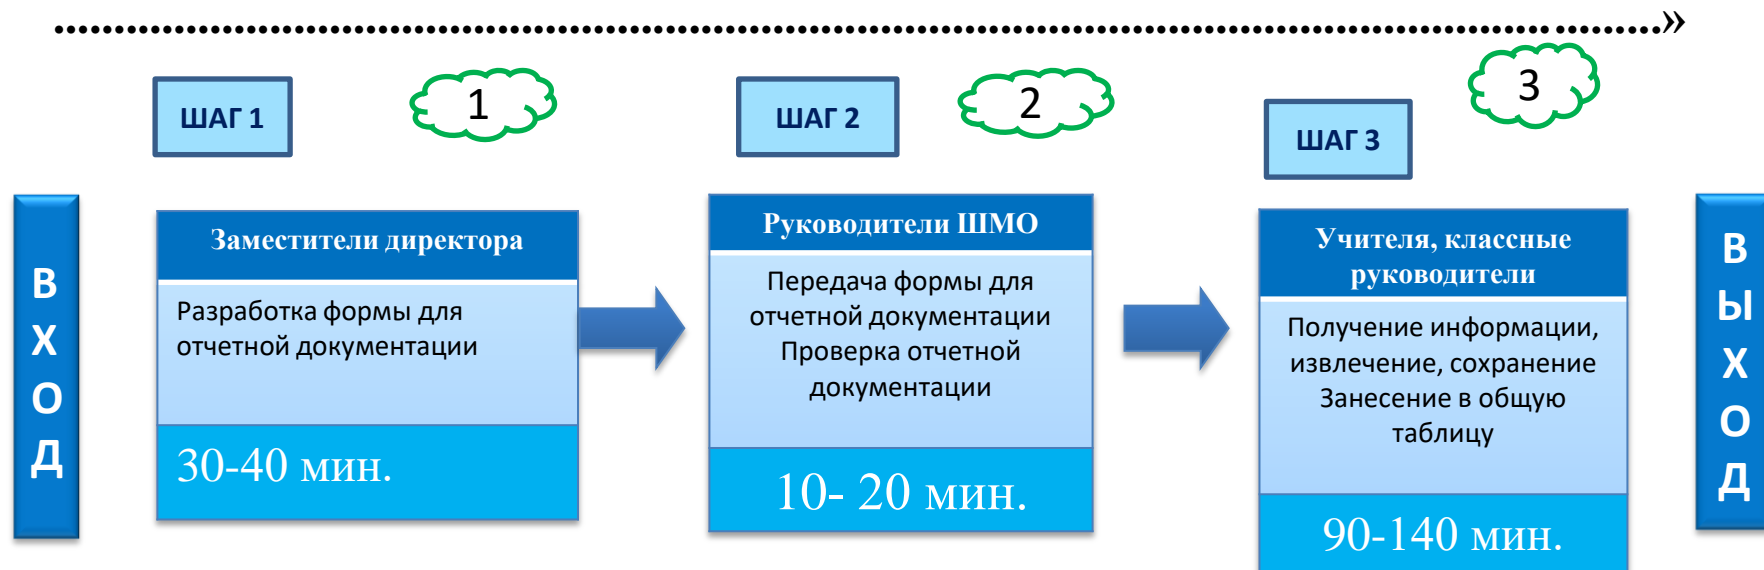 »
ШАГ 1
1
ШАГ 2
2
ШАГ 3
3
ВХОД
Заместители директора
Разработка формы для
отчетной документации
30-40 мин.
Руководители ШМО
Передача формы для
отчетной документации
Проверка отчетной
документации
10- 20 мин.
Учителя, классные
руководители
Получение информации,
извлечение, сохранение
Занесение в общую
таблицу
90-140 мин.
ВЫХОД